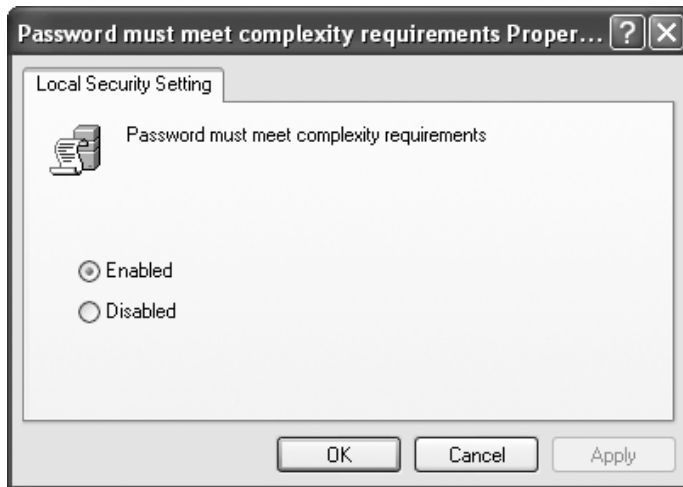 Password must meet complexity requirements Proper...
Local Security Setting
Password must meet complexity requirements
Enabled
Disabled
OK Cancel Apply